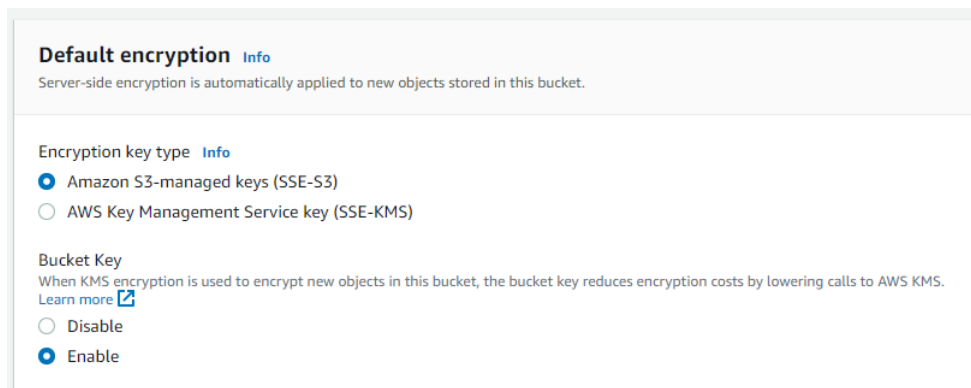 Default encryption Info
Server-side encryption is automatically applied to new objects stored in this bucket.
Encryption key type Info
Amazon S3-managed keys (SSE-S3)
AWS Key Management Service key (SSE-KMS)
Bucket Key
When KMS encryption is used to encrypt new objects in this bucket, the bucket key reduces encryption costs by lowering calls to AWS KMS.
Learn more
Disable
Enable